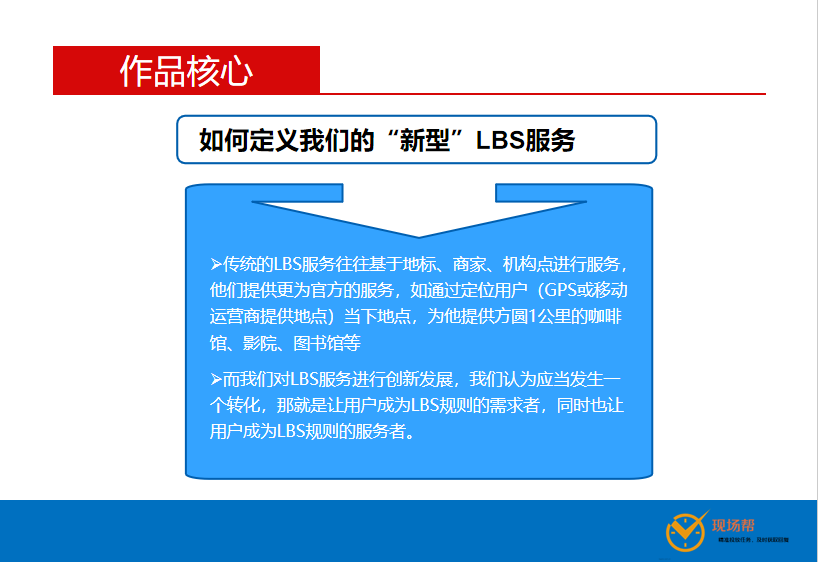 作品核心
如何定义我们的“新型”LBS服务
➢传统的LBS服务往往基于地标、商家、机构点进行服务，
他们提供更为官方的服务，如通过定位用户（GPS或移动
运营商提供地点）当下地点，为他提供方圆1公里的咖啡
馆、影院、图书馆等
➢而我们对LBS服务进行创新发展，我们认为应当发生一
个转化，那就是让用户成为LBS规则的需求者，同时也让
用户成为LBS规则的服务者。
现场帮